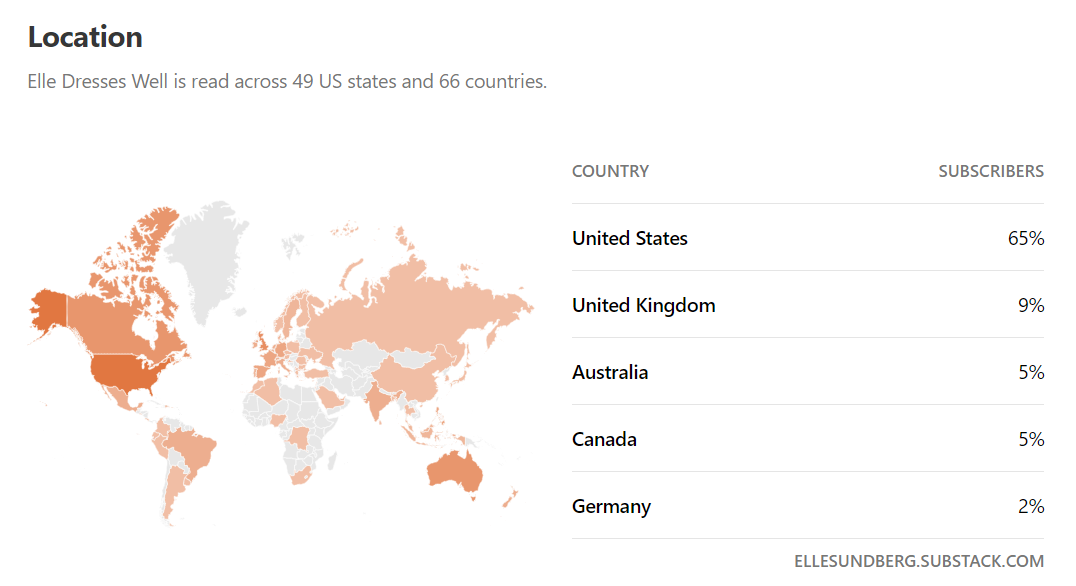 Location
Elle Dresses Well is read across 49 US states and 66 countries.
COUNTRY SUBSCRIBERS
United States 65%
United Kingdom 9%
Australia 5%
Canada 5%
Germany 2%
ELLESUNDBERG.SUBSTACK.COM